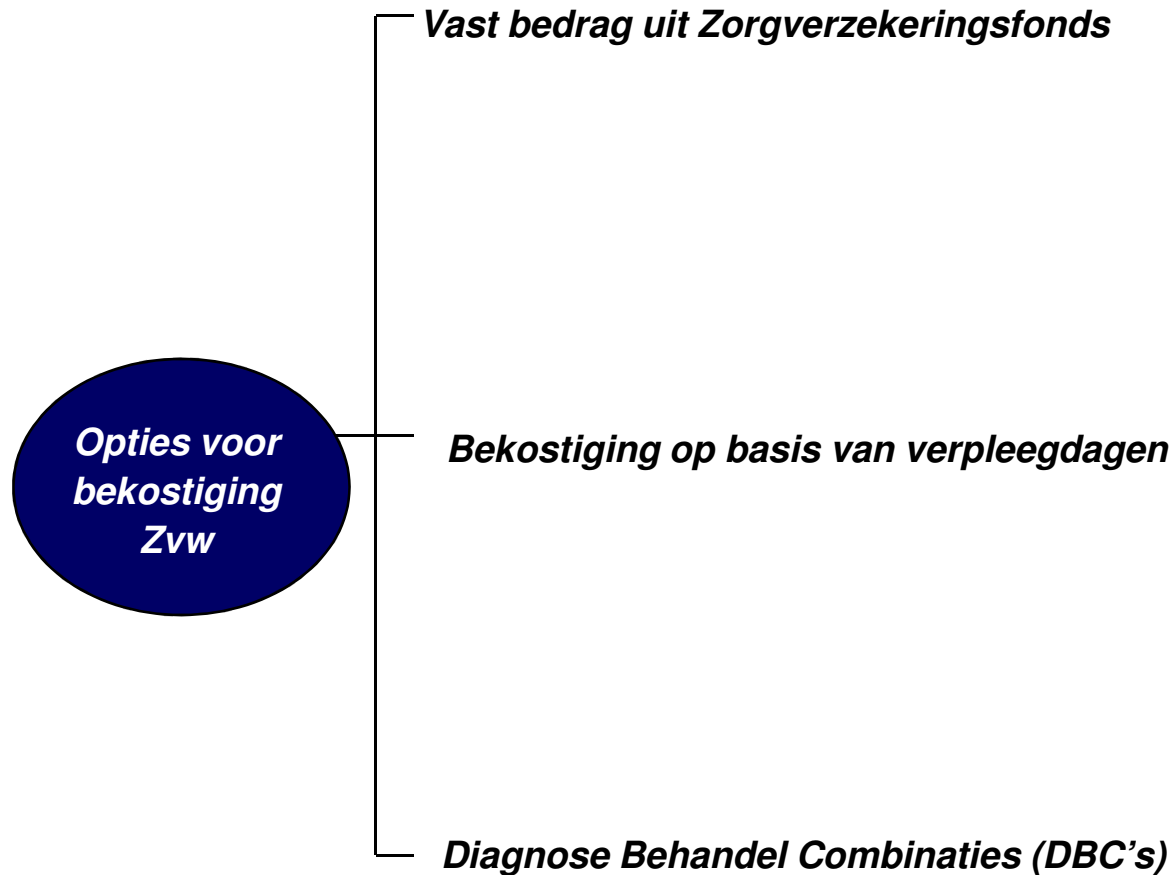 Vast bedrag uit Zorgverzekeringsfonds
Opties voor
bekostiging
Zvw
Bekostiging op basis van verpleegdagen
Diagnose Behandel Combinaties (DBC's)